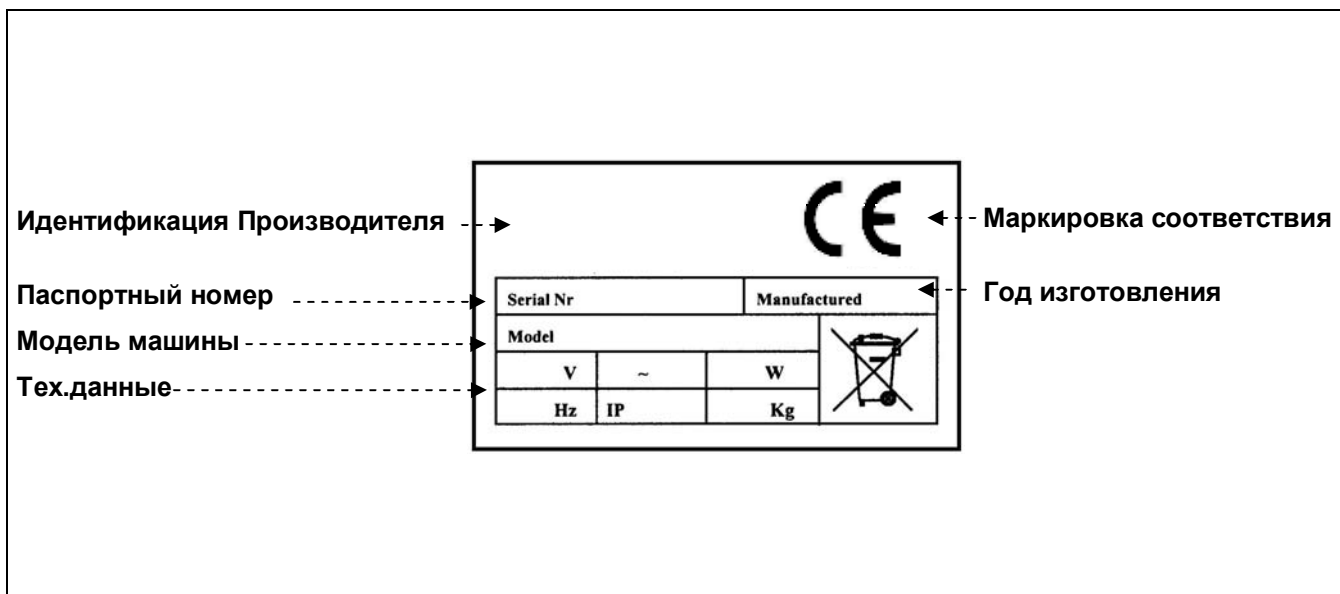 CE
Идентификация Производителя
Маркировка соответствия
Паспортный номер
Serial Nr
Manufactured
Год изготовления
Модель машины
Model
Тех.данные
V
~
W
Hz
IP
Kg